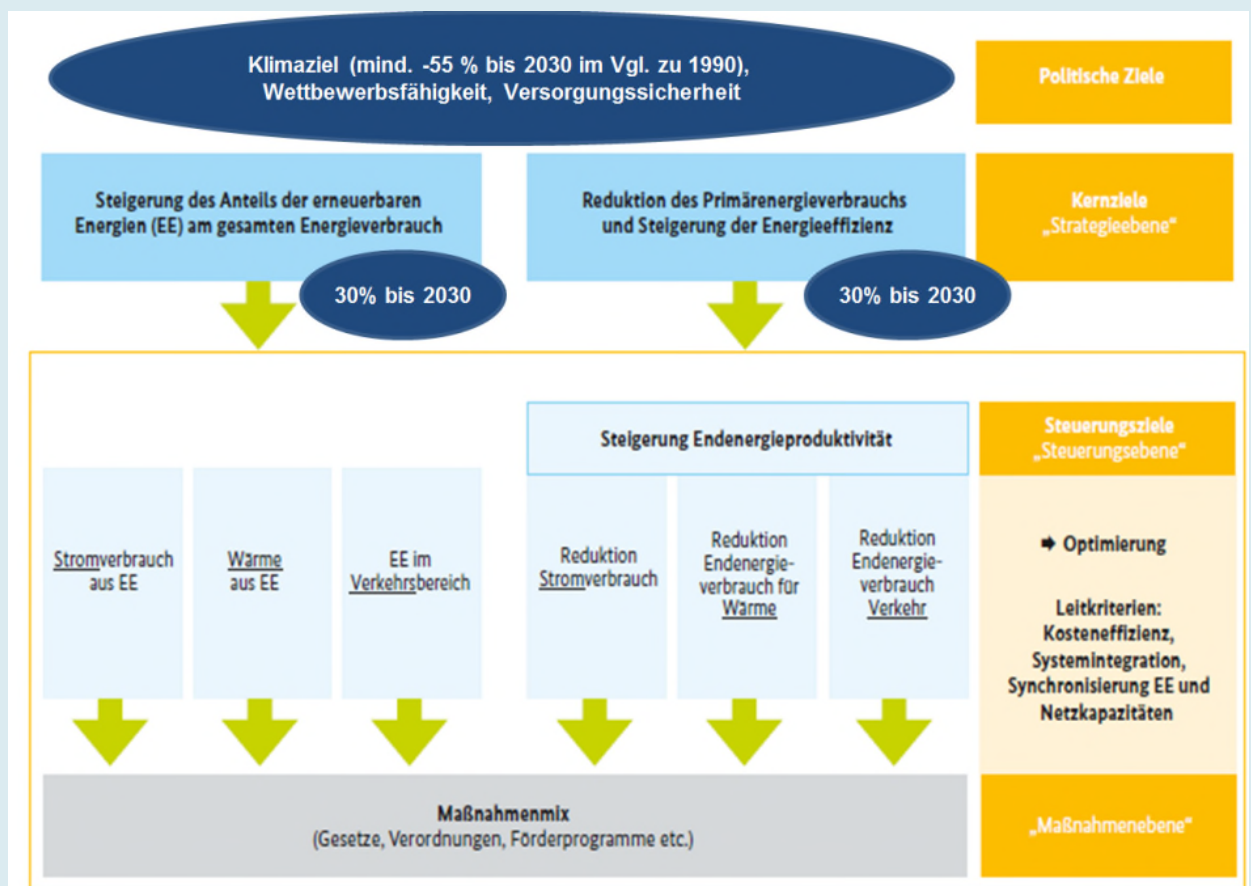 Klimaziel (mind. -55 % bis 2030 im Vgl. zu 1990),
Wettbewerbsfähigkeit, Versorgungssicherheit
Politische Ziele
Steigerung des Anteils der erneuerbaren
Energien (EE) am gesamten Energieverbrauch
Reduktion des Primärenergieverbrauchs
und Steigerung der Energieeffizienz
Kernziele
„Strategieebene“
30% bis 2030
30% bis 2030
Steigerung Endenergieproduktivität
Steuerungsziele
„Steuerungsebene“
Stromverbrauch
aus EE
Wärme
aus EE
EE im
Verkehrsbereich
Reduktion
Stromverbrauch
Reduktion
Endenergie-
verbrauch für
Wärme
Reduktion
Endenergie-
verbrauch
Verkehr
➡ Optimierung
Leitkriterien:
Kosteneffizienz,
Systemintegration,
Synchronisierung EE und
Netzkapazitäten
Maßnahmenmix
(Gesetze, Verordnungen, Förderprogramme etc.)
„Maßnahmenebene“